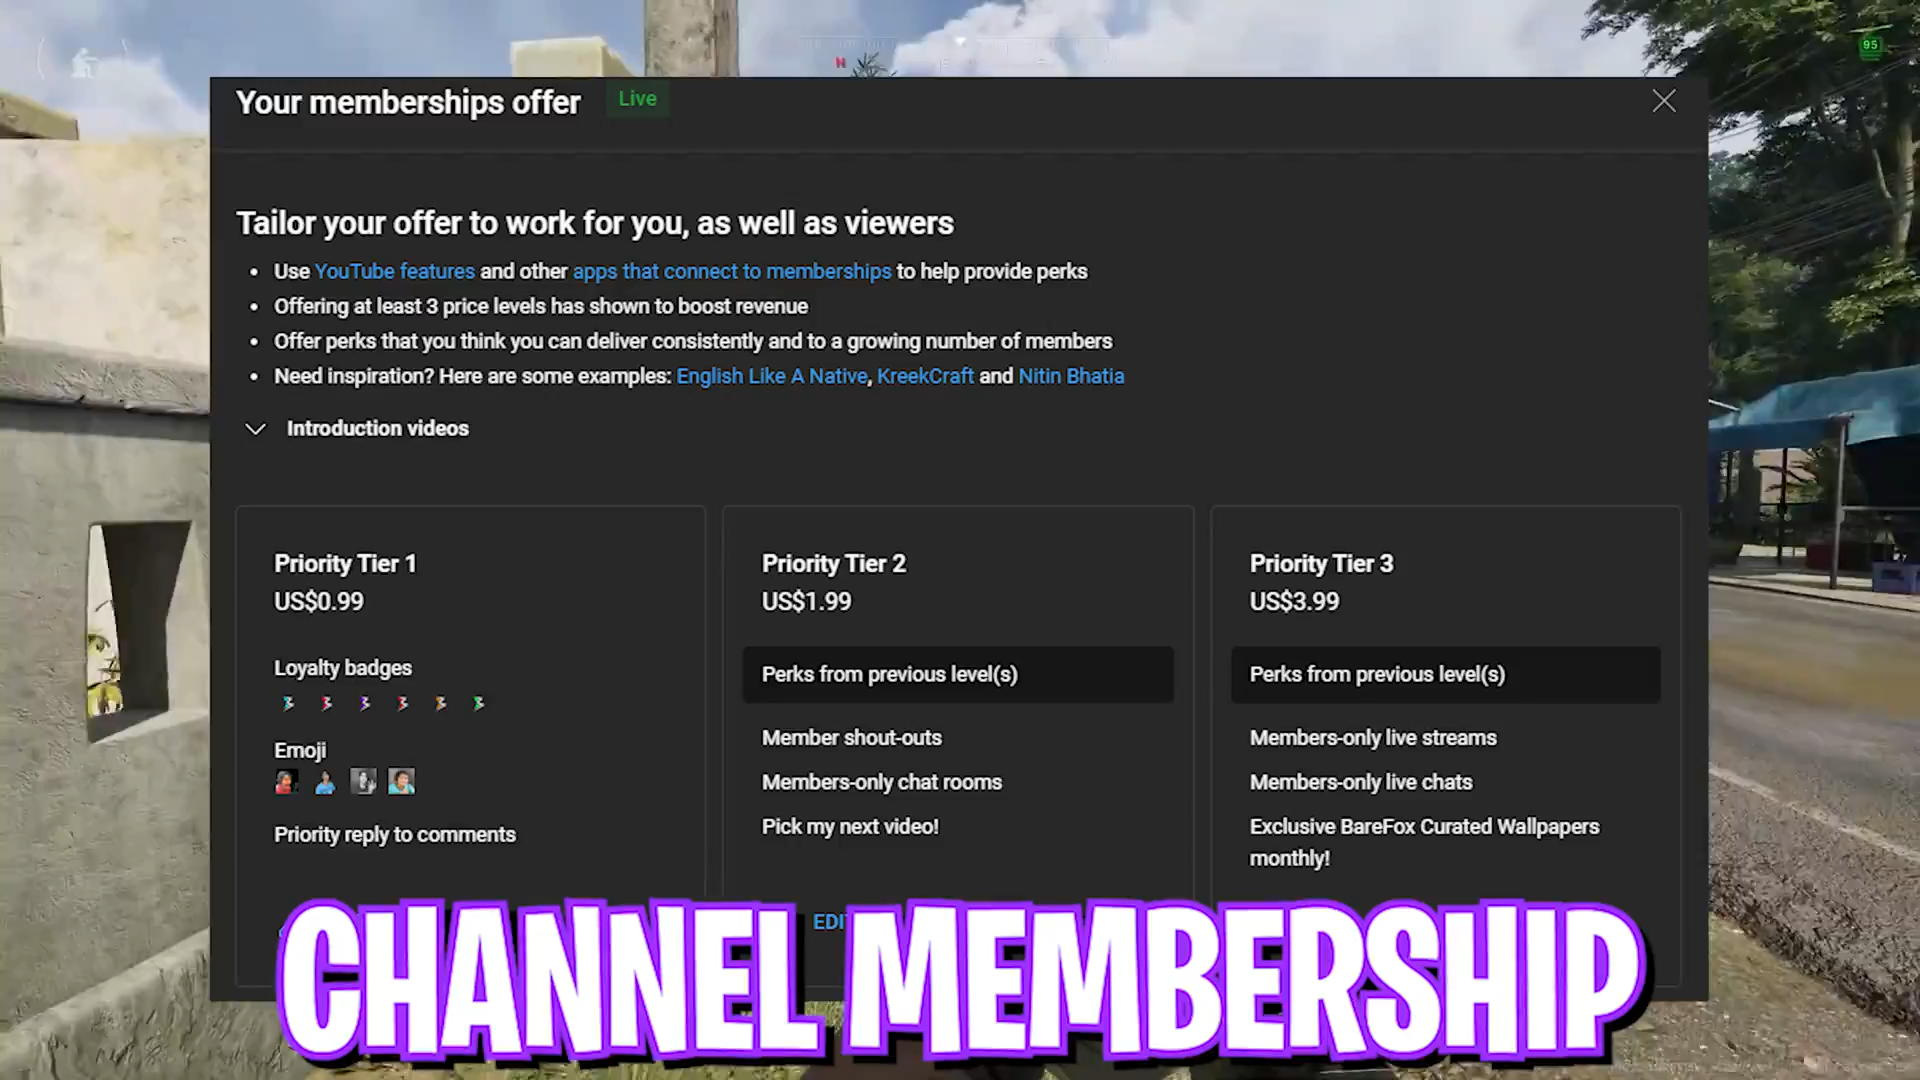 N
95
Your memberships offer
Live
Tailor your offer to work for you, as well as viewers
• Use YouTube features and other apps that connect to memberships to help provide perks
• Offering at least 3 price levels has shown to boost revenue
• Offer perks that you think you can deliver consistently and to a growing number of members
• Need inspiration? Here are some examples: English Like A Native, KreekCraft and Nitin Bhatia
Introduction videos
Priority Tier 1
US$0.99
Loyalty badges
Emoji
Priority reply to comments
Priority Tier 2
US$1.99
Perks from previous level(s)
Member shout-outs
Members-only chat rooms
Pick my next video!
Priority Tier 3
US$3.99
Perks from previous level(s)
Members-only live streams
Members-only live chats
Exclusive BareFox Curated Wallpapers
monthly!
CHANNEL MEMBERSHIP